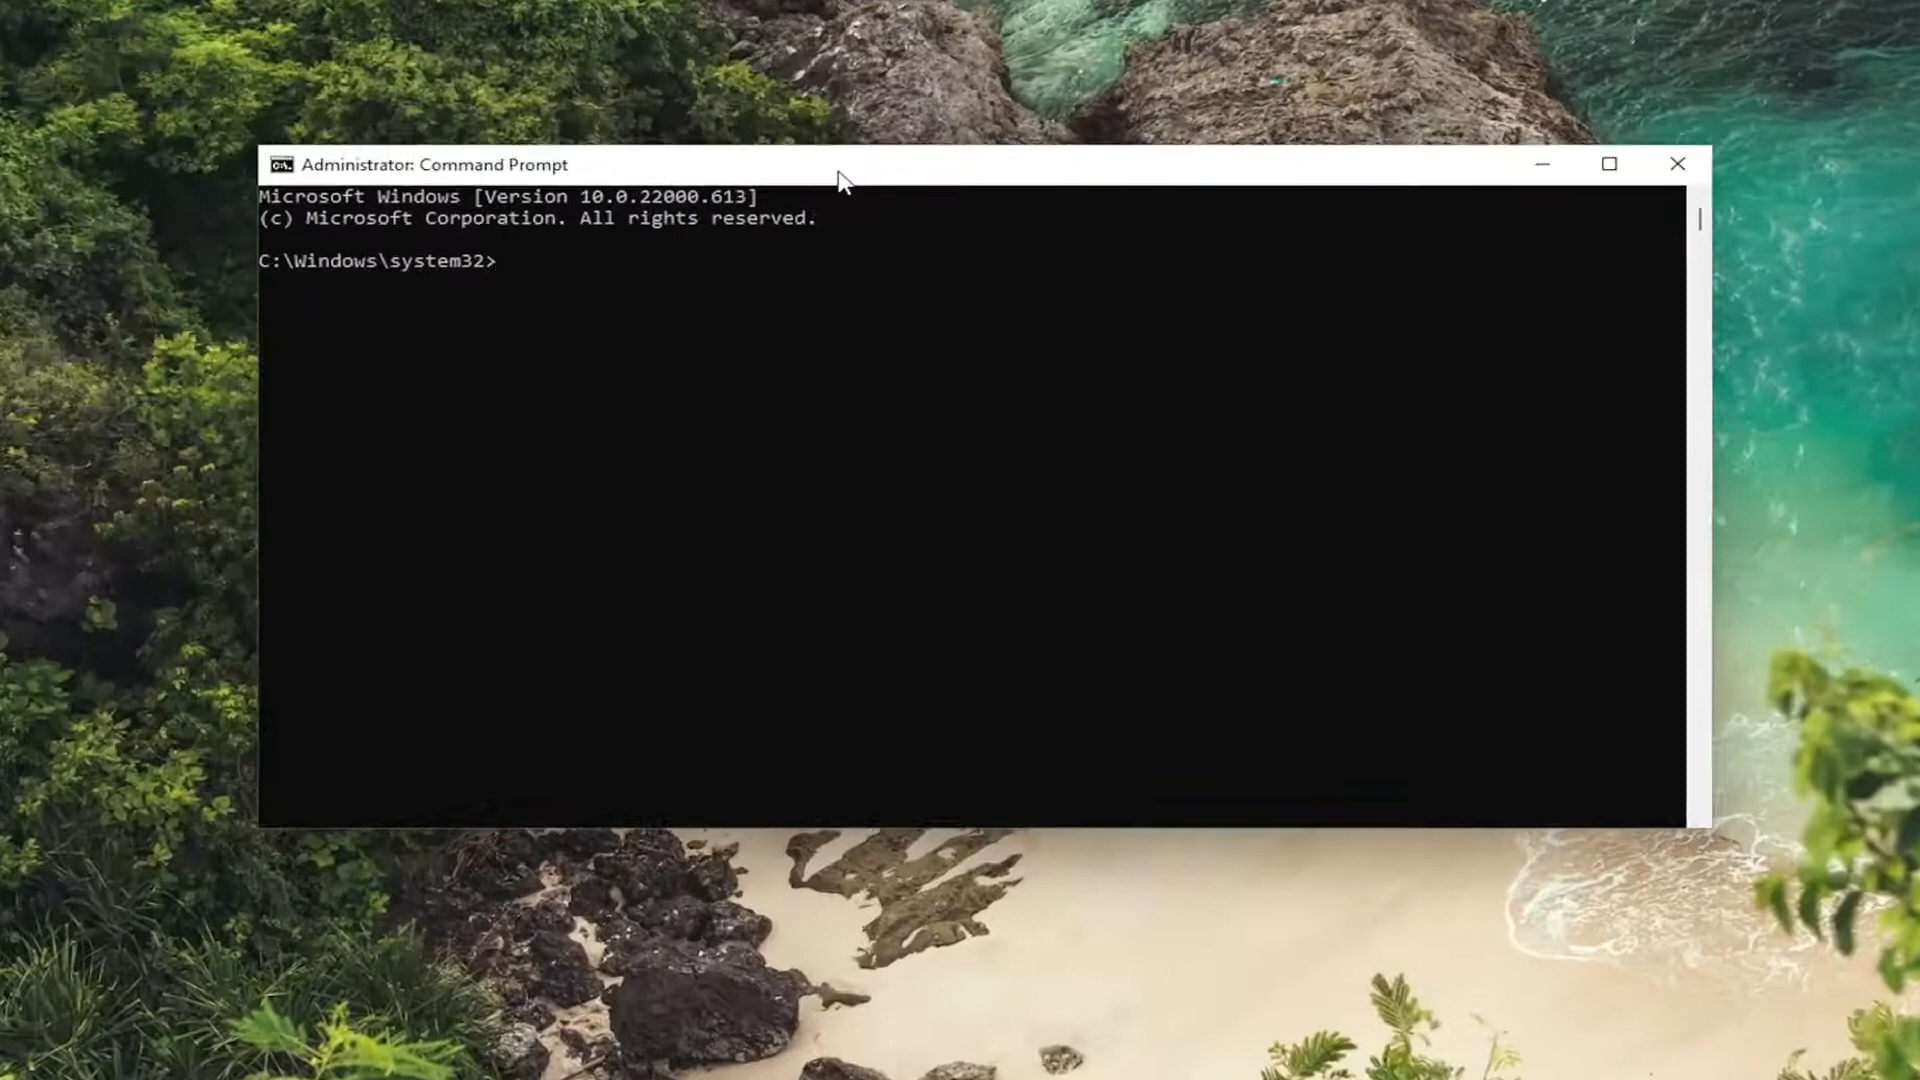 Administrator: Command Prompt
Microsoft Windows [Version 10.0.22000.613]
(c) Microsoft Corporation. All rights reserved.
C:\Windows\system32>